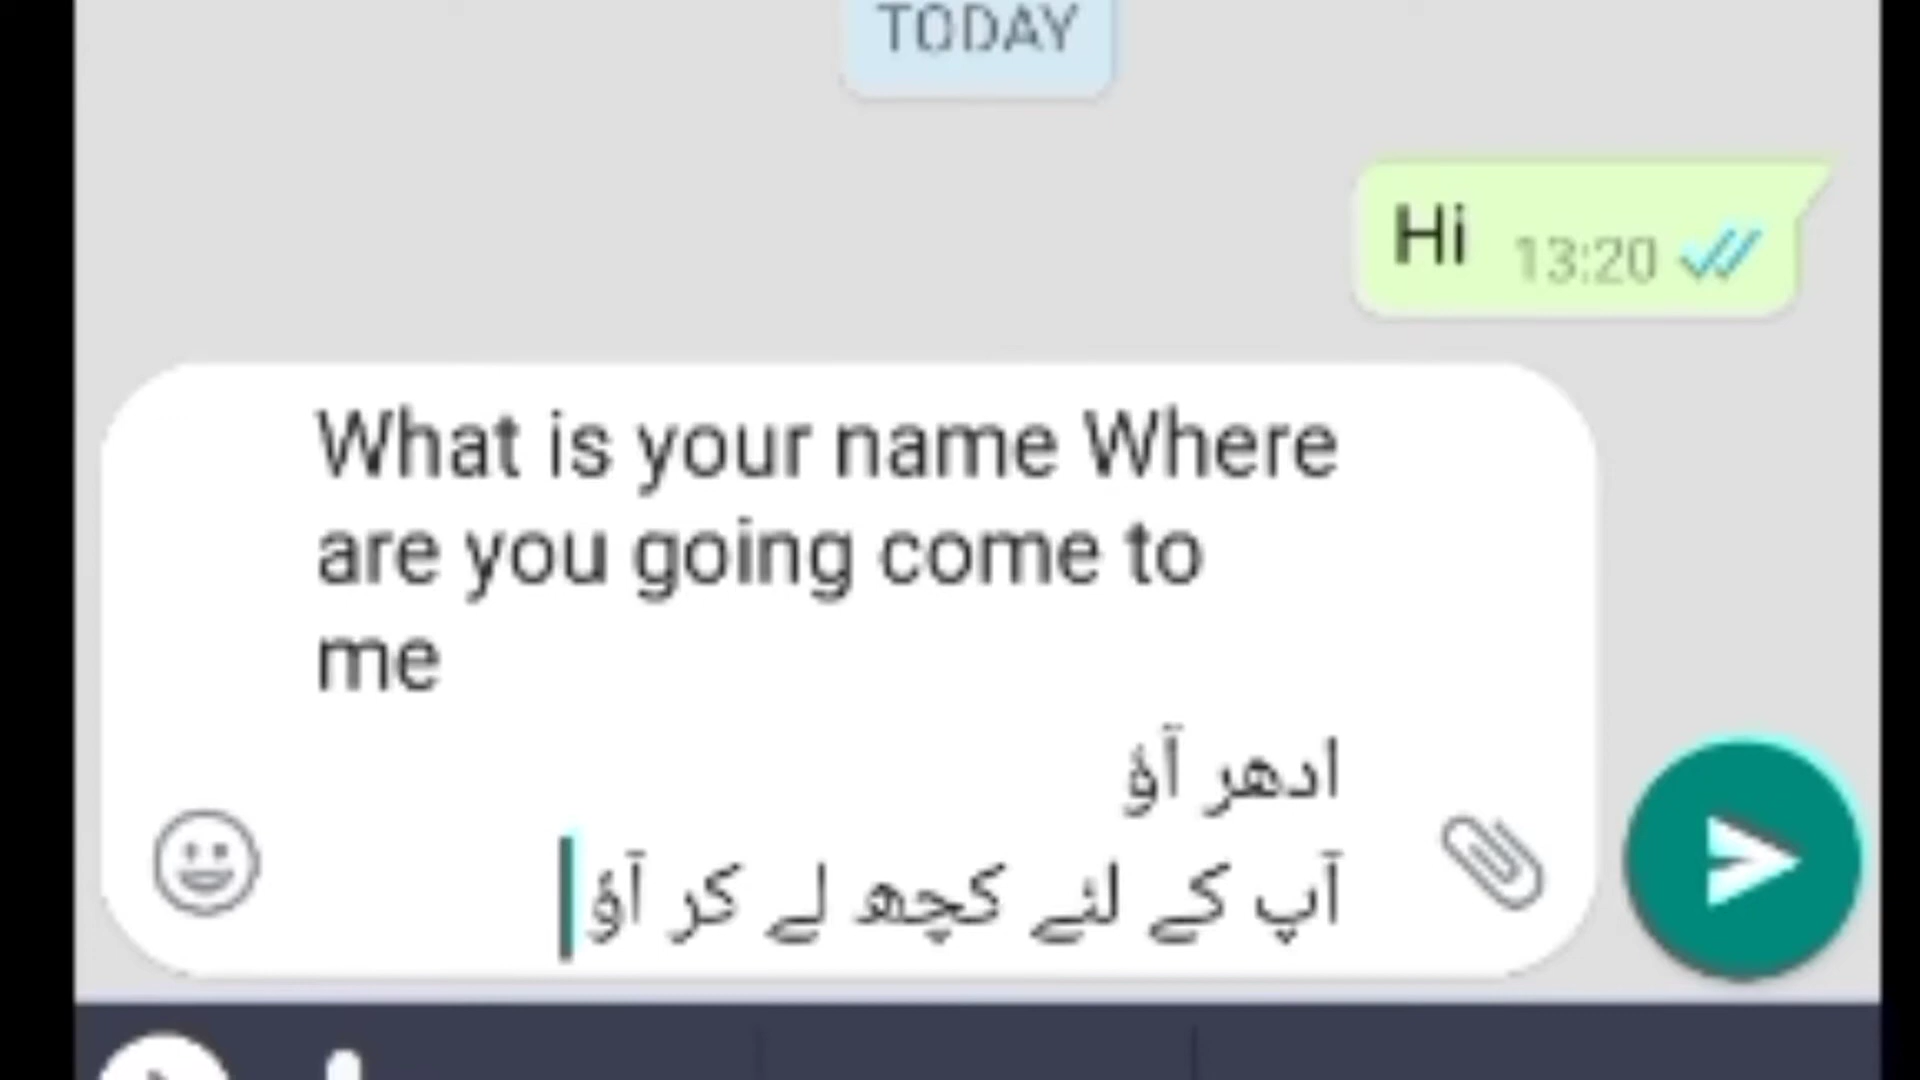 TODAY
Hi 13:20
What is your name Where
are you going come to
me
ادھر آؤ
آپ کے لئے کچھ لے کر آؤ